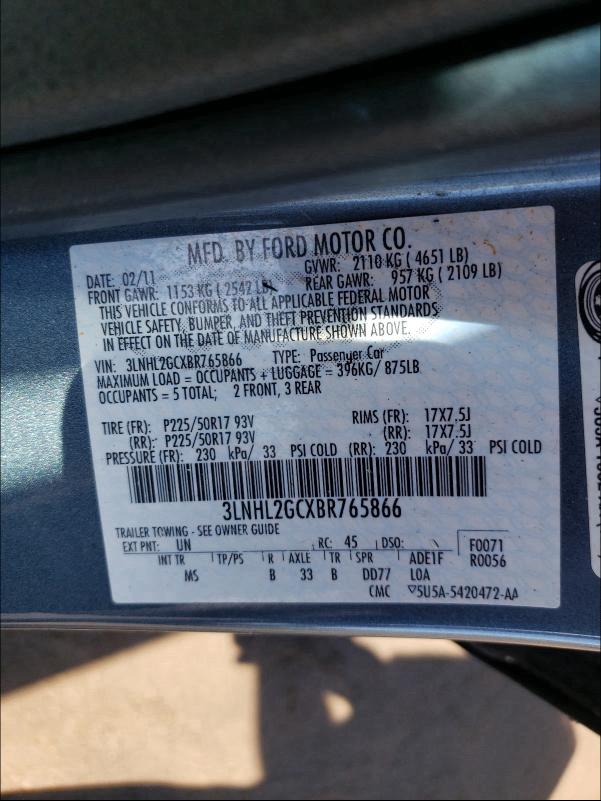 MFD. BY FORD MOTOR CO.
DATE: 02/11 GVWR: 2110 KG ( 4651 LB)
FRONT GAWR: 1153 KG ( 2542 LB) REAR GAWR: 957 KG ( 2109 LB)
THIS VEHICLE CONFORMS TO ALL APPLICABLE FEDERAL MOTOR
VEHICLE SAFETY, BUMPER, AND THEFT PREVENTION STANDARDS
IN EFFECT ON THE DATE OF MANUFACTURE SHOWN ABOVE.
VIN: 3LNHL2GCXBR765866 TYPE: Passenger Car
MAXIMUM LOAD = OCCUPANTS + LUGGAGE = 396KG/ 875LB
OCCUPANTS = 5 TOTAL; 2 FRONT, 3 REAR
TIRE (FR): P225/50R17 93V RIMS (FR): 17X7.5J
(RR): P225/50R17 93V (RR): 17X7.5J
PRESSURE (FR): 230 kPa/ 33 PSI COLD (RR): 230 kPa/ 33 PSI COLD
3LNHL2GCXBR765866
TRAILER TOWING - SEE OWNER GUIDE
EXT PNT: UN RC: 45 DSO: F0071
INT TR TP/PS R AXLE TR SPR ADE1F R0056
MS B 33 B DD77 LOA
CMC ▽5U5A-5420472-AA